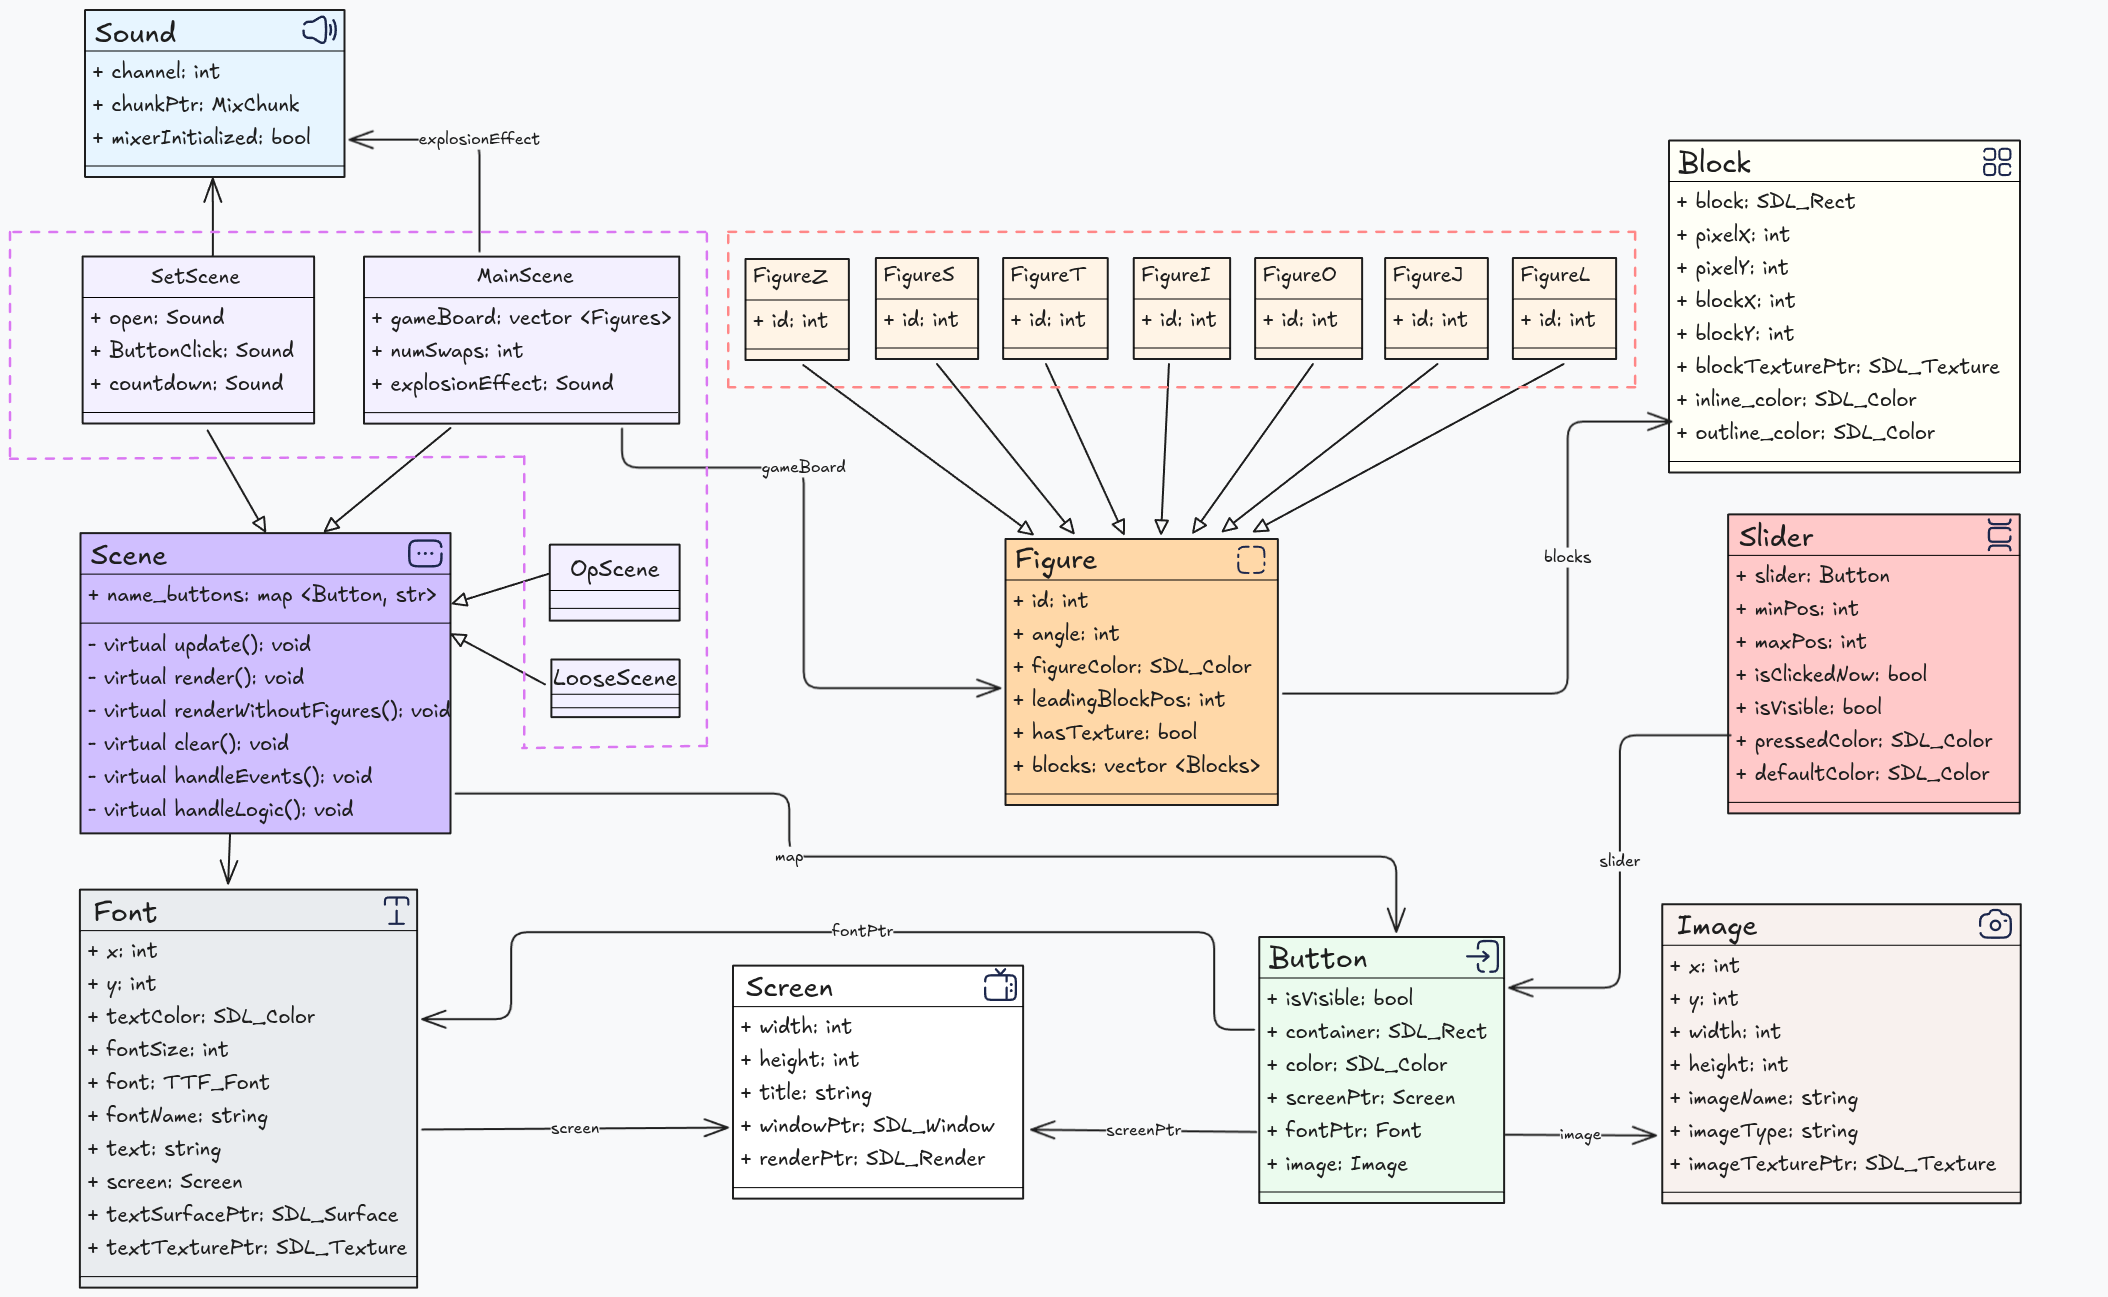 Sound
+ channel: int
+ chunkPtr: MixChunk
+ mixerInitialized: bool
explosionEffect
SetScene
+ open: Sound
+ ButtonClick: Sound
+ countdown: Sound
MainScene
+ gameBoard: vector <Figures>
+ numSwaps: int
+ explosionEffect: Sound
FigureZ
+ id: int
FigureS
+ id: int
FigureT
+ id: int
FigureI
+ id: int
FigureO
+ id: int
FigureJ
+ id: int
FigureL
+ id: int
Block
+ block: SDL_Rect
+ pixelX: int
+ pixelY: int
+ blockX: int
+ blockY: int
+ blockTexturePtr: SDL_Texture
+ inline_color: SDL_Color
+ outline_color: SDL_Color
gameBoard
Scene
+ name_buttons: map <Button, str>
- virtual update(): void
- virtual render(): void
- virtual renderWithoutFigures(): void
- virtual clear(): void
- virtual handleEvents(): void
- virtual handleLogic(): void
OpScene
LooseScene
Figure
+ id: int
+ angle: int
+ figureColor: SDL_Color
+ leadingBlockPos: int
+ hasTexture: bool
+ blocks: vector <Blocks>
blocks
Slider
+ slider: Button
+ minPos: int
+ maxPos: int
+ isClickedNow: bool
+ isVisible: bool
+ pressedColor: SDL_Color
+ defaultColor: SDL_Color
map
slider
Font
+ x: int
+ y: int
+ textColor: SDL_Color
+ fontSize: int
+ font: TTF_Font
+ fontName: string
+ text: string
+ screen: Screen
+ textSurfacePtr: SDL_Surface
+ textTexturePtr: SDL_Texture
fontPtr
screen
Screen
+ width: int
+ height: int
+ title: string
+ windowPtr: SDL_Window
+ renderPtr: SDL_Render
screenPtr
Button
+ isVisible: bool
+ container: SDL_Rect
+ color: SDL_Color
+ screenPtr: Screen
+ fontPtr: Font
+ image: Image
image
Image
+ x: int
+ y: int
+ width: int
+ height: int
+ imageName: string
+ imageType: string
+ imageTexturePtr: SDL_Texture